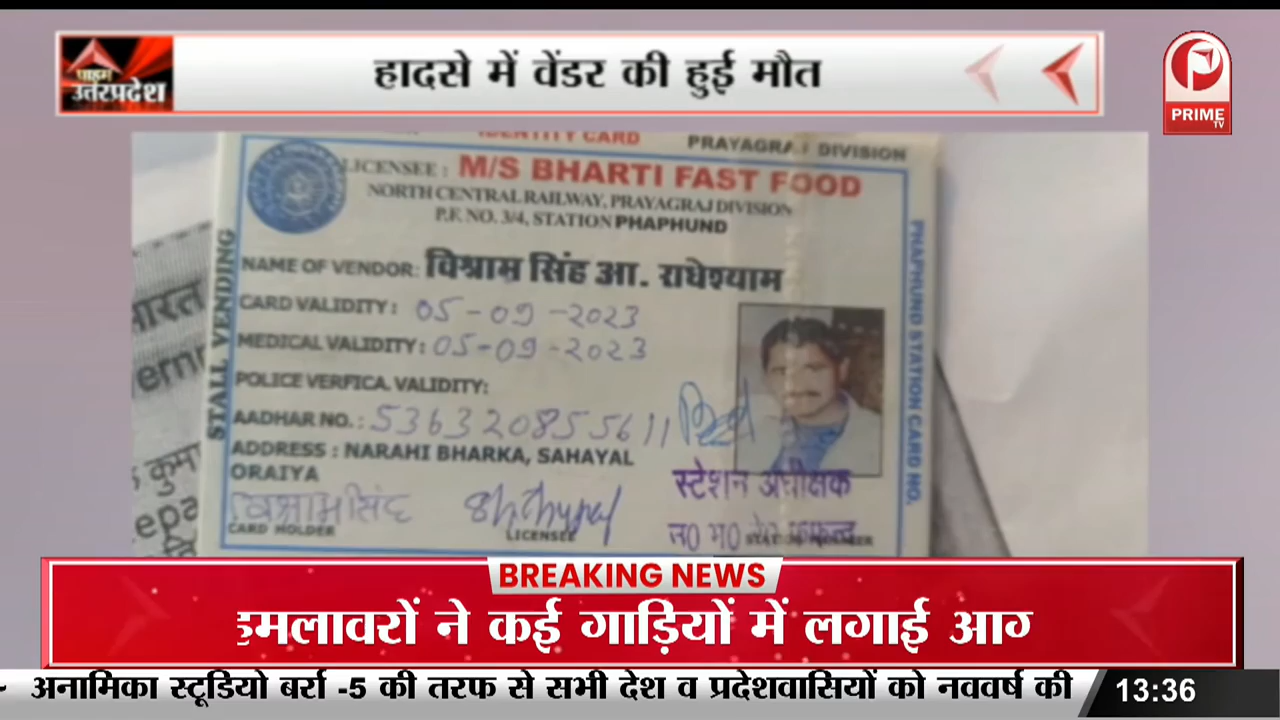 हादसे में वेंडर की हुई मौत
प्राइम
उत्तरप्रदेश
PRIME
TV
IDENTITY CARD
PRAYAGRAJ DIVISION
LICENSEE : M/S BHARTI FAST FOOD
NORTH CENTRAL RAILWAY, PRAYAGRAJ DIVISION
P.F. NO. 3/4, STATION PHAPHUND
STALL VENDING
NAME OF VENDOR: विश्राम सिंह आ. राधेश्याम
CARD VALIDITY : 05-09-2023
MEDICAL VALIDITY : 05-09-2023
POLICE VERFICA. VALIDITY:
AADHAR NO. : 536320855611
ADDRESS : NARAHI BHARKA, SAHAYAL
ORAIYA
विश्राम सिंह
CARD HOLDER
LICENSEE
स्टेशन अधीक्षक
PHAPHUND STATION CARD NO.
BREAKING NEWS
हमलावरों ने कई गाड़ियों में लगाई आग
अनामिका स्टूडियो बर्रा -5 की तरफ से सभी देश व प्रदेशवासियों को नववर्ष की
13:36